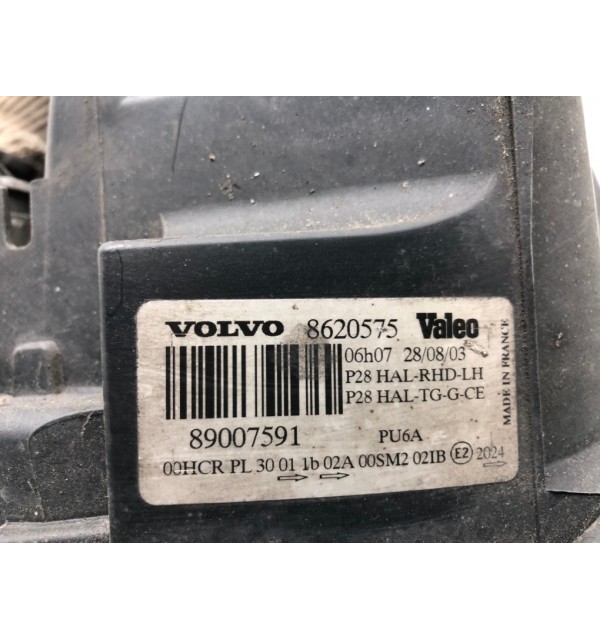 VOLVO 8620575 Valeo
06h07 28/08/03
P28 HAL-RHD-LH
P28 HAL-TG-G-CE
89007591 PU6A
00HCR PL 30 01 1b 02A 00SM2 02IB E2 2024
MADE IN FRANCE